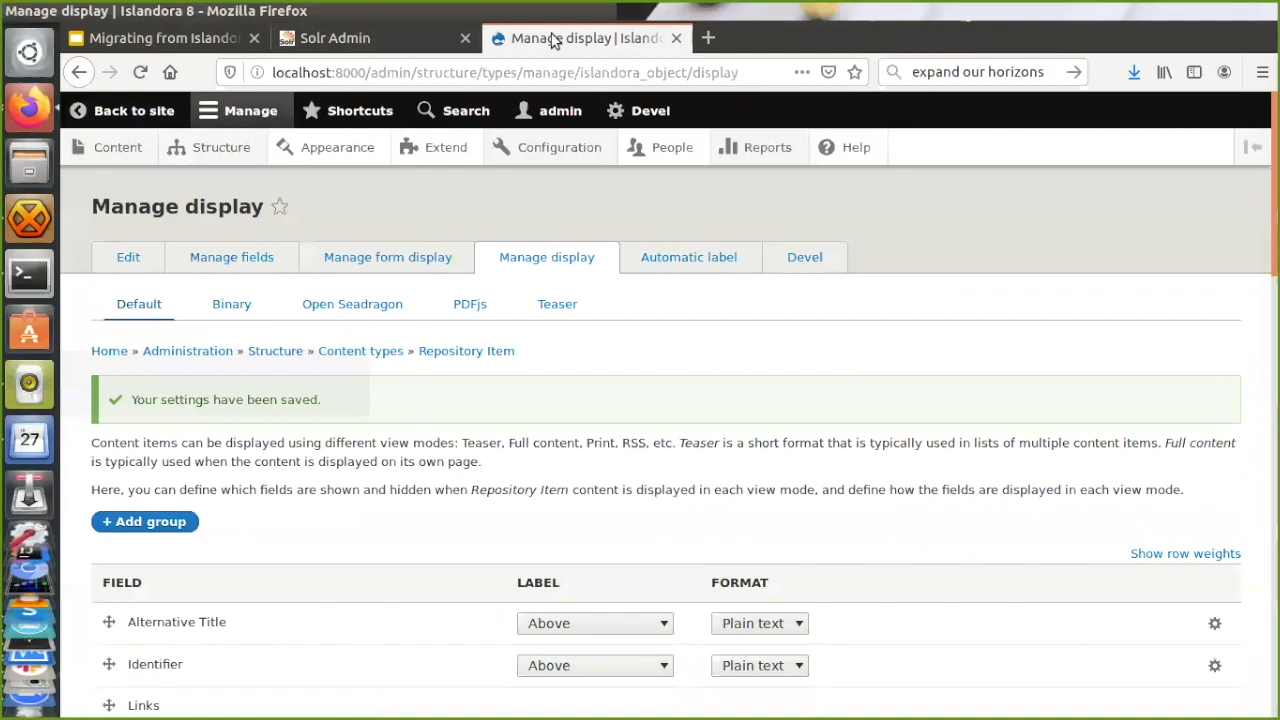 Manage display | Islandora 8 - Mozilla Firefox
Migrating from Islando
Solr Admin
Manage display | Island
localhost:8000/admin/structure/types/manage/islandora_object/display
expand our horizons
Back to site
Manage
Shortcuts
Search
admin
Devel
Content
Structure
Appearance
Extend
Configuration
People
Reports
Help
Manage display
Edit
Manage fields
Manage form display
Manage display
Automatic label
Devel
Default
Binary
Open Seadragon
PDFjs
Teaser
Home » Administration » Structure » Content types » Repository Item
Your settings have been saved.
Content items can be displayed using different view modes: Teaser, Full content, Print, RSS, etc. Teaser is a short format that is typically used in lists of multiple content items. Full content
is typically used when the content is displayed on its own page.
Here, you can define which fields are shown and hidden when Repository Item content is displayed in each view mode, and define how the fields are displayed in each view mode.
+ Add group
Show row weights
FIELD LABEL FORMAT
Alternative Title Above Plain text
Identifier Above Plain text
Links
27